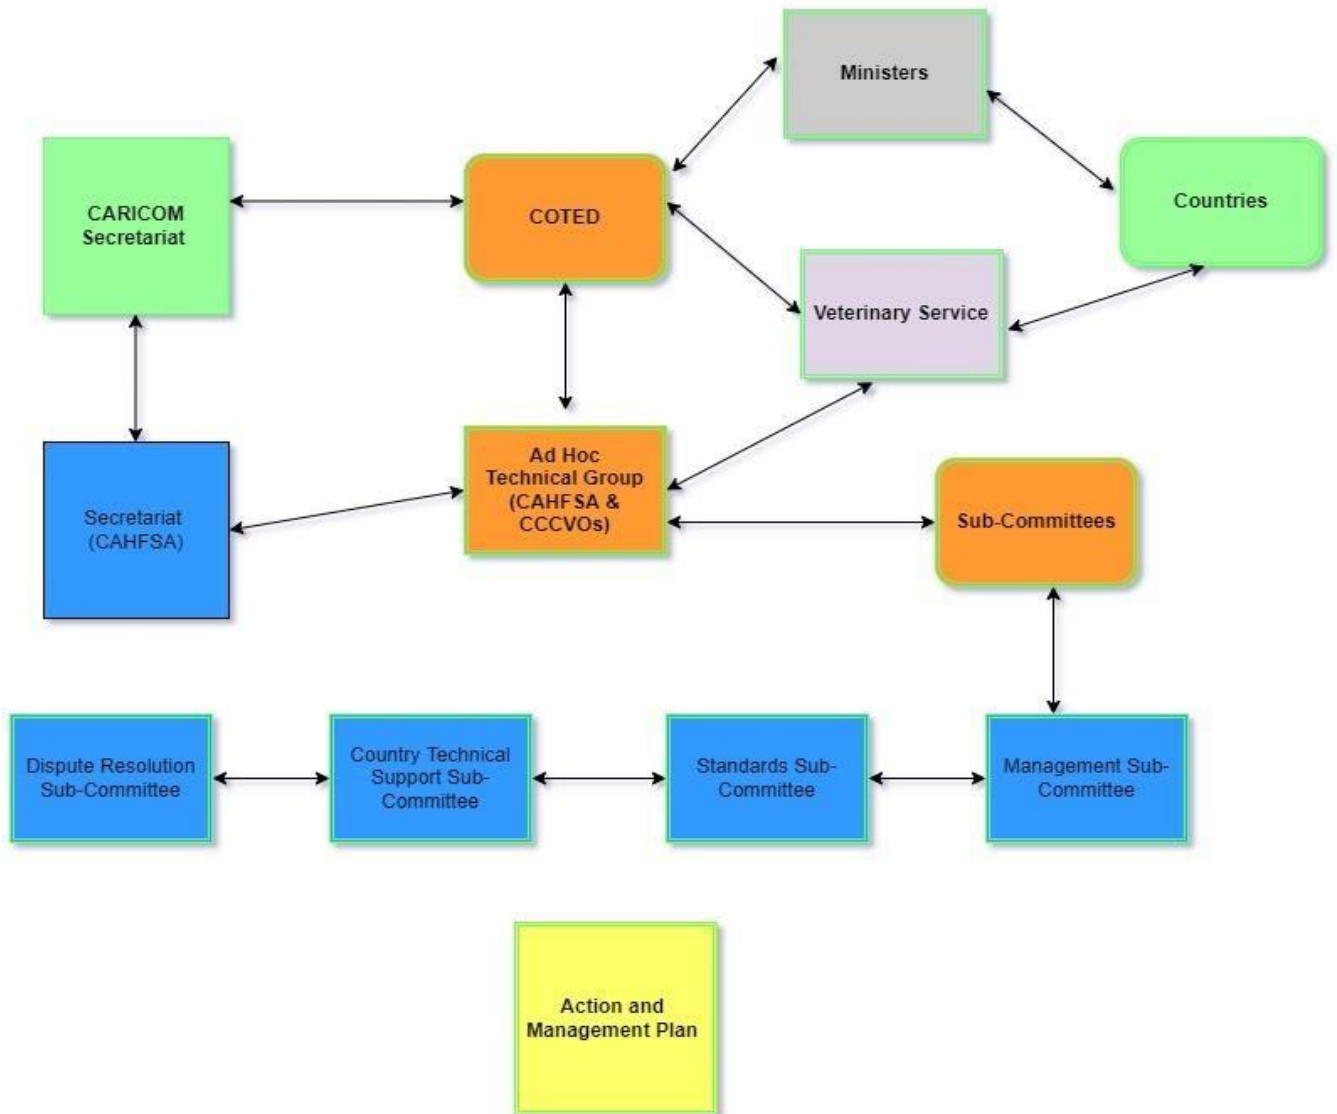 Ministers
CARICOM
Secretariat
COTED
Countries
Veterinary Service
Secretariat
(CAHFSA)
Ad Hoc
Technical Group
(CAHFSA &
CCCVOs)
Sub-Committees
Dispute Resolution
Sub-Committee
Country Technical
Support Sub-
Committee
Standards Sub-
Committee
Management Sub-
Committee
Action and
Management Plan